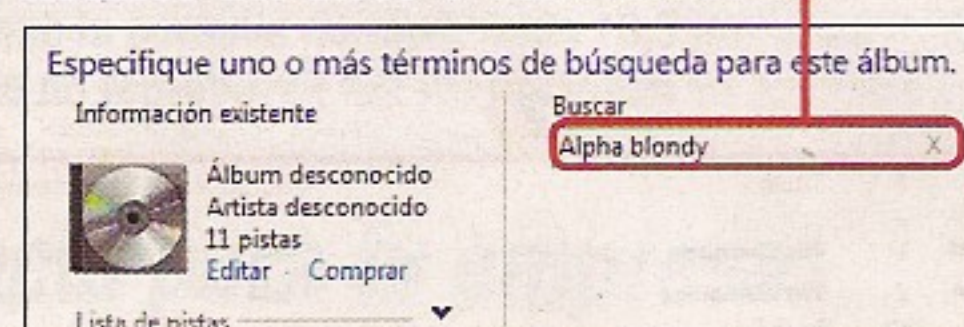 Especifique uno o más términos de búsqueda para este álbum.
Información existente
Álbum desconocido
Artista desconocido
11 pistas
Editar Comprar
Lista de pistas
Buscar
Alpha blondy X